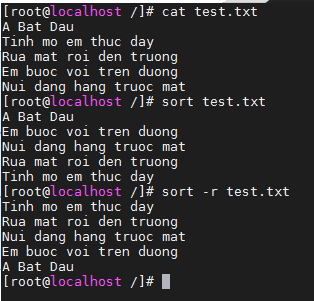 [root@localhost /]# cat test.txt
A Bat Dau
Tinh mo em thuc day
Rua mat roi den truong
Em buoc voi tren duong
Nui dang hang truoc mat
[root@localhost /]# sort test.txt
A Bat Dau
Em buoc voi tren duong
Nui dang hang truoc mat
Rua mat roi den truong
Tinh mo em thuc day
[root@localhost /]# sort -r test.txt
Tinh mo em thuc day
Rua mat roi den truong
Nui dang hang truoc mat
Em buoc voi tren duong
A Bat Dau
[root@localhost /]#